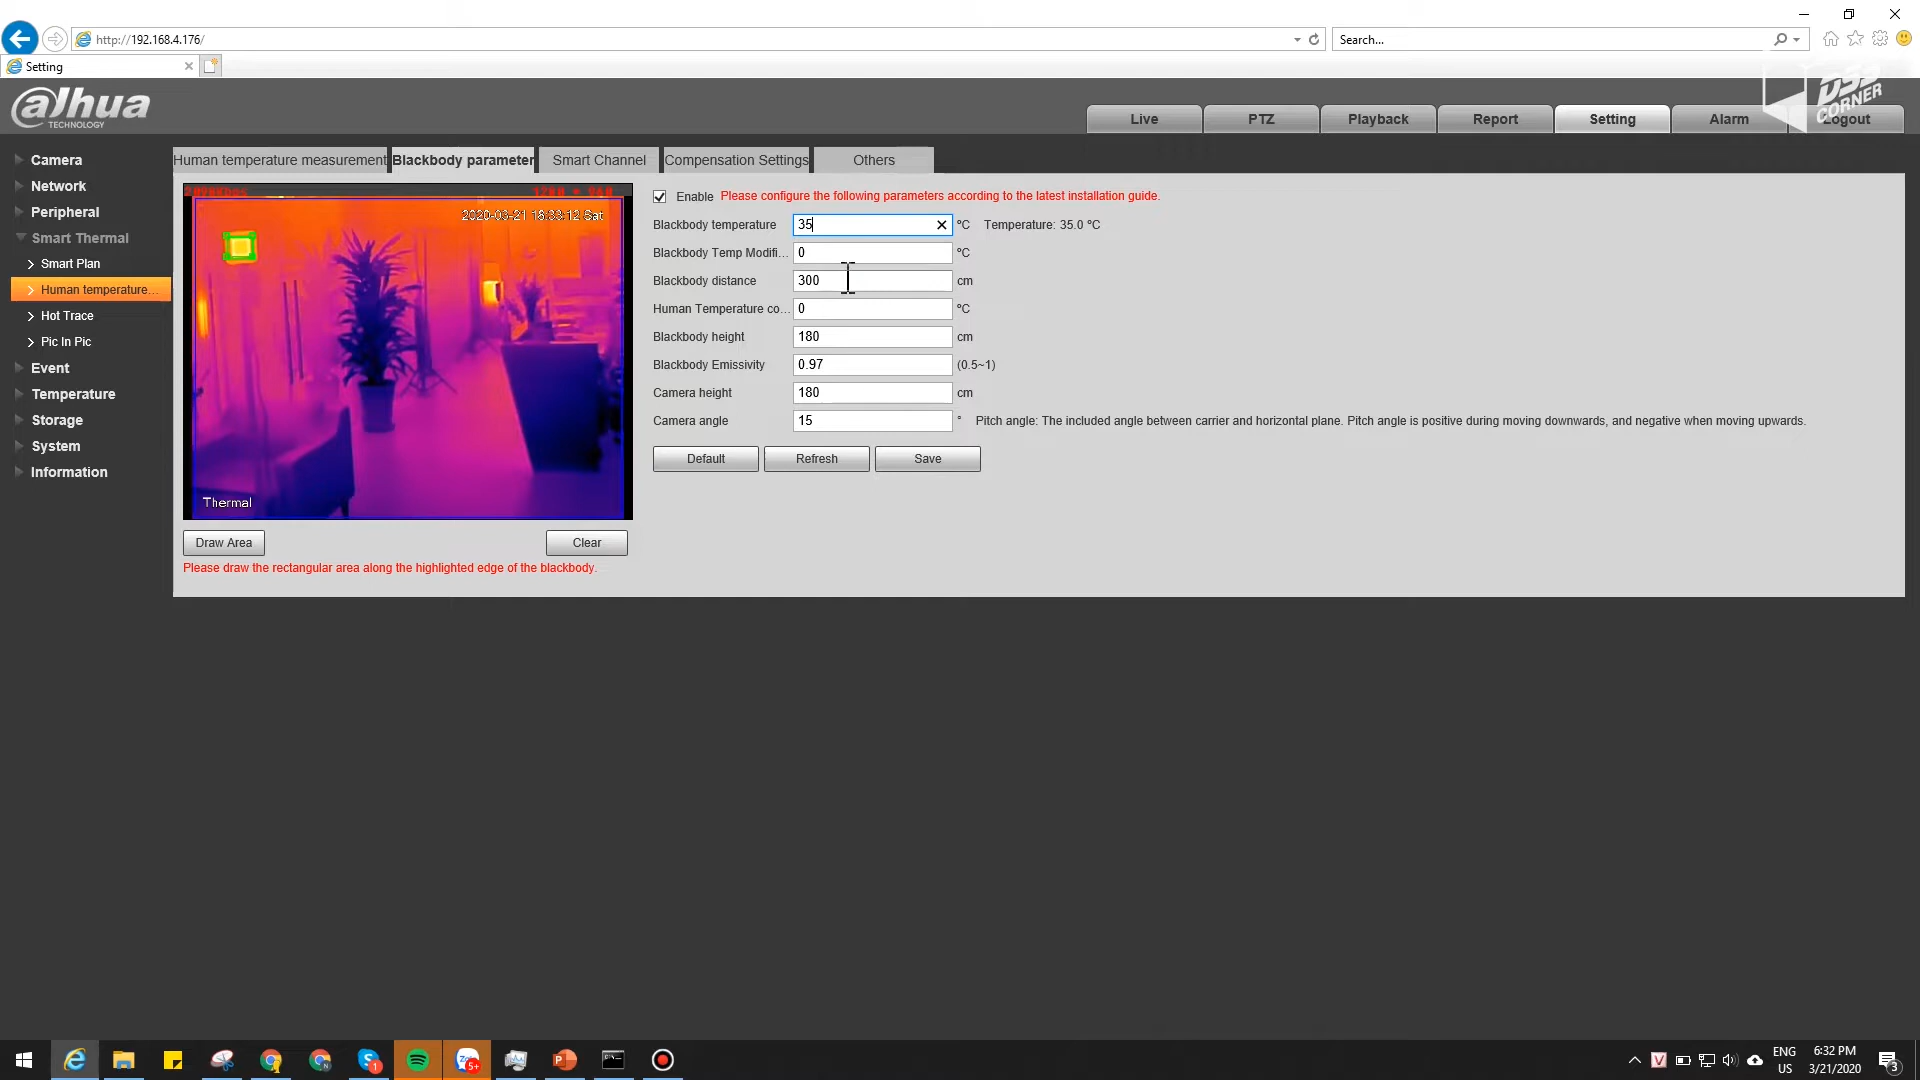 http://192.168.4.176/
Search...
Setting
alhua
TECHNOLOGY
DSS
CORNER
Live
PTZ
Playback
Report
Setting
Alarm
Logout
Camera
Network
Peripheral
Smart Thermal
Smart Plan
Human temperature...
Hot Trace
Pic In Pic
Event
Temperature
Storage
System
Information
Human temperature measurement
Blackbody parameter
Smart Channel
Compensation Settings
Others
1280 * 960
2020-03-21 18:33:12 Sat
Thermal
Draw Area
Clear
Please draw the rectangular area along the highlighted edge of the blackbody.
Enable Please configure the following parameters according to the latest installation guide.
Blackbody temperature 35 °C Temperature: 35.0 °C
Blackbody Temp Modifi... 0 °C
Blackbody distance 300 cm
Human Temperature co... 0 °C
Blackbody height 180 cm
Blackbody Emissivity 0.97 (0.5~1)
Camera height 180 cm
Camera angle 15 ° Pitch angle: The included angle between carrier and horizontal plane. Pitch angle is positive during moving downwards, and negative when moving upwards.
Default
Refresh
Save
ENG
US
6:32 PM
3/21/2020
3